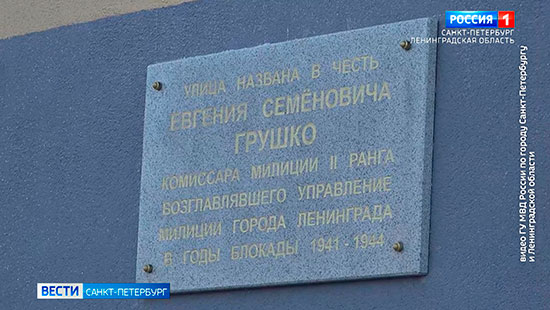 РОССИЯ 1
САНКТ-ПЕТЕРБУРГ
ЛЕНИНГРАДСКАЯ ОБЛАСТЬ
УЛИЦА НАЗВАНА В ЧЕСТЬ
ЕВГЕНИЯ СЕМЁНОВИЧА
ГРУШКО
КОМИССАРА МИЛИЦИИ II РАНГА
ВОЗГЛАВЛЯВШЕГО УПРАВЛЕНИЕ
МИЛИЦИИ ГОРОДА ЛЕНИНГРАДА
В ГОДЫ БЛОКАДЫ 1941 - 1944
видео ГУ МВД России по городу Санкт-Петербургу
и Ленинградской области
ВЕСТИ САНКТ-ПЕТЕРБУРГ